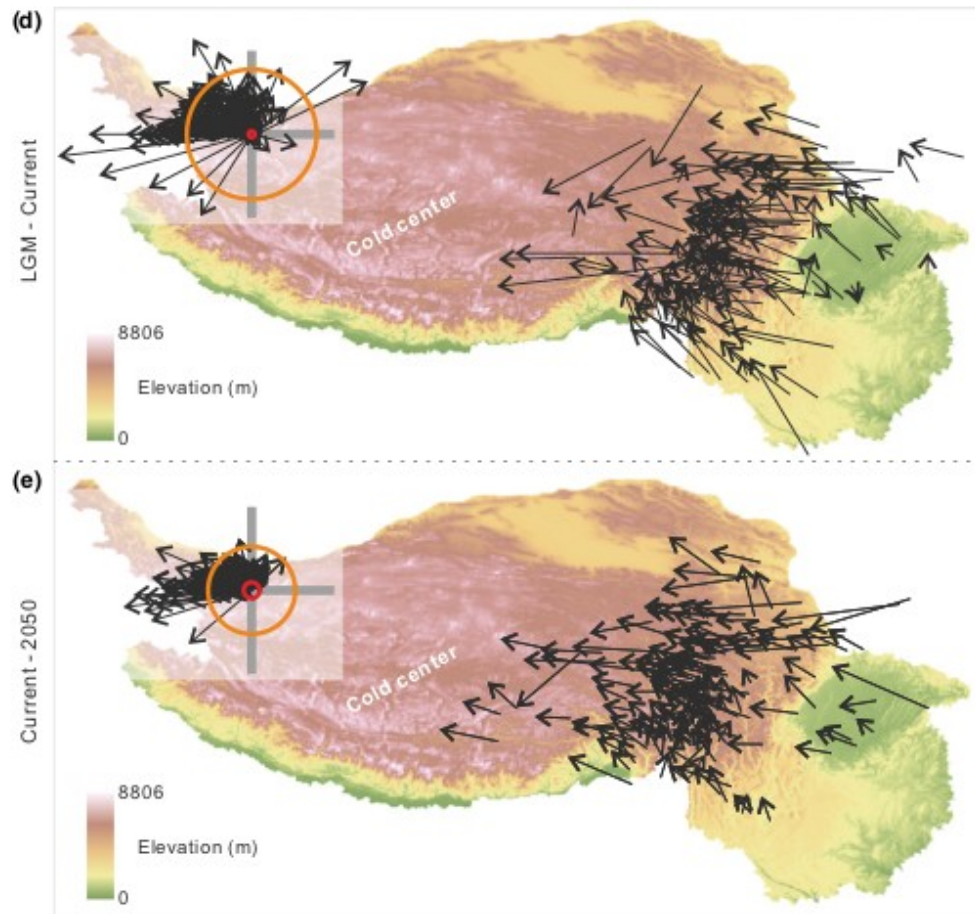 (d)
LGM - Current
Cold center
8806
Elevation (m)
0
(e)
Current - 2050
Cold center
8806
Elevation (m)
0